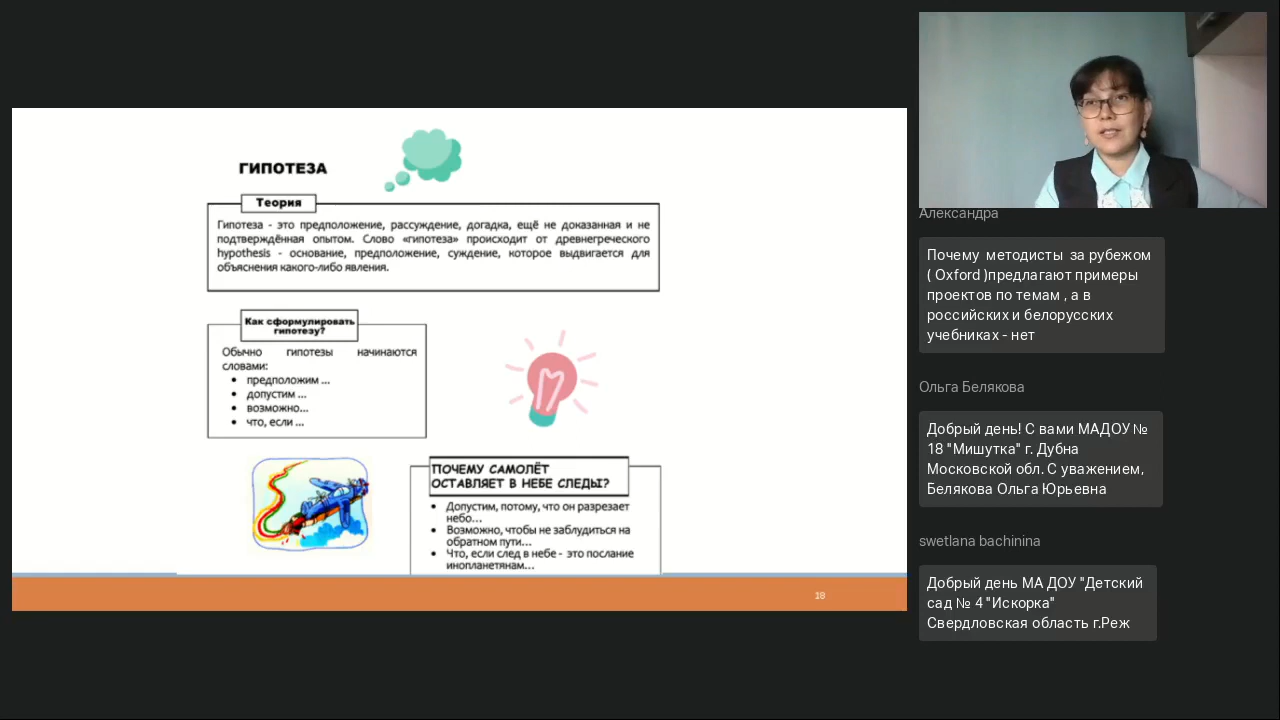 ГИПОТЕЗА
Теория
Гипотеза - это предположение, рассуждение, догадка, ещё не доказанная и не
подтверждённая опытом. Слово «гипотеза» происходит от древнегреческого
hypothesis - основание, предположение, суждение, которое выдвигается для
объяснения какого-либо явления.
Как сформулировать
гипотезу?
Обычно гипотезы начинаются
словами:
• предположим ...
• допустим ...
• возможно...
• что, если ...
ПОЧЕМУ САМОЛЁТ
ОСТАВЛЯЕТ В НЕБЕ СЛЕДЫ?
• Допустим, потому, что он разрезает
небо...
• Возможно, чтобы не заблудиться на
обратном пути...
• Что, если след в небе - это послание
инопланетянам...
18
Александра
Почему методисты за рубежом
( Oxford )предлагают примеры
проектов по темам , а в
российских и белорусских
учебниках - нет
Ольга Белякова
Добрый день! С вами МАДОУ №
18 "Мишутка" г. Дубна
Московской обл. С уважением,
Белякова Ольга Юрьевна
swetlana bachinina
Добрый день МА ДОУ "Детский
сад № 4 "Искорка"
Свердловская область г.Реж